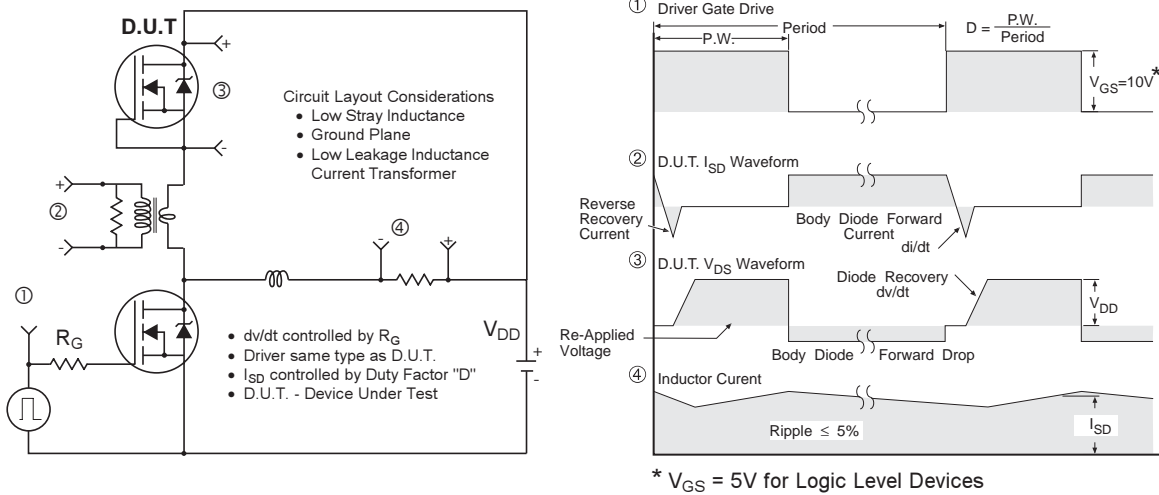 D.U.T
+
③
-
Circuit Layout Considerations
• Low Stray Inductance
• Ground Plane
• Low Leakage Inductance
Current Transformer
+
②
-
④
-
+
①
R_G
V_DD
+
-
• dv/dt controlled by R_G
• Driver same type as D.U.T.
• I_SD controlled by Duty Factor "D"
• D.U.T. - Device Under Test
① Driver Gate Drive
P.W.
Period
D = P.W.
Period
V_GS=10V*
② D.U.T. I_SD Waveform
Reverse
Recovery
Current
Body Diode Forward
Current
di/dt
③ D.U.T. V_DS Waveform
Diode Recovery
dv/dt
V_DD
Re-Applied
Voltage
Body Diode Forward Drop
④ Inductor Curent
Ripple ≤ 5%
I_SD
* V_GS = 5V for Logic Level Devices